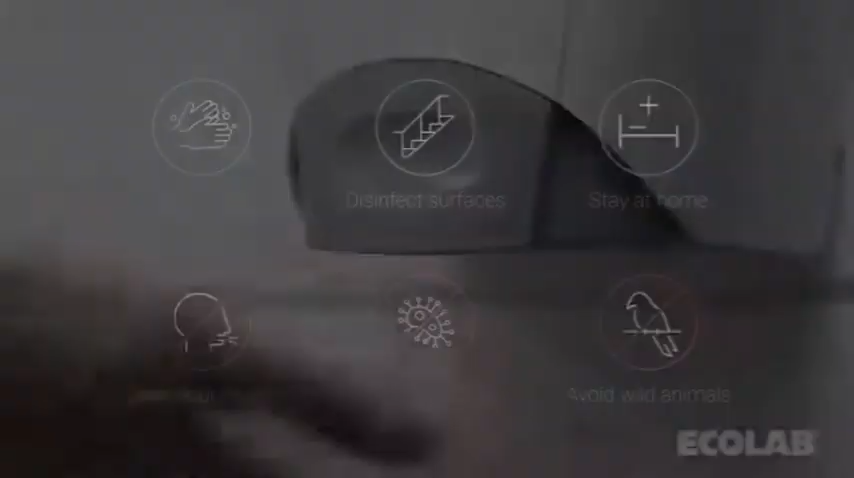 Disinfect surfaces
Stay at home
Avoid wild animals
ECOLAB